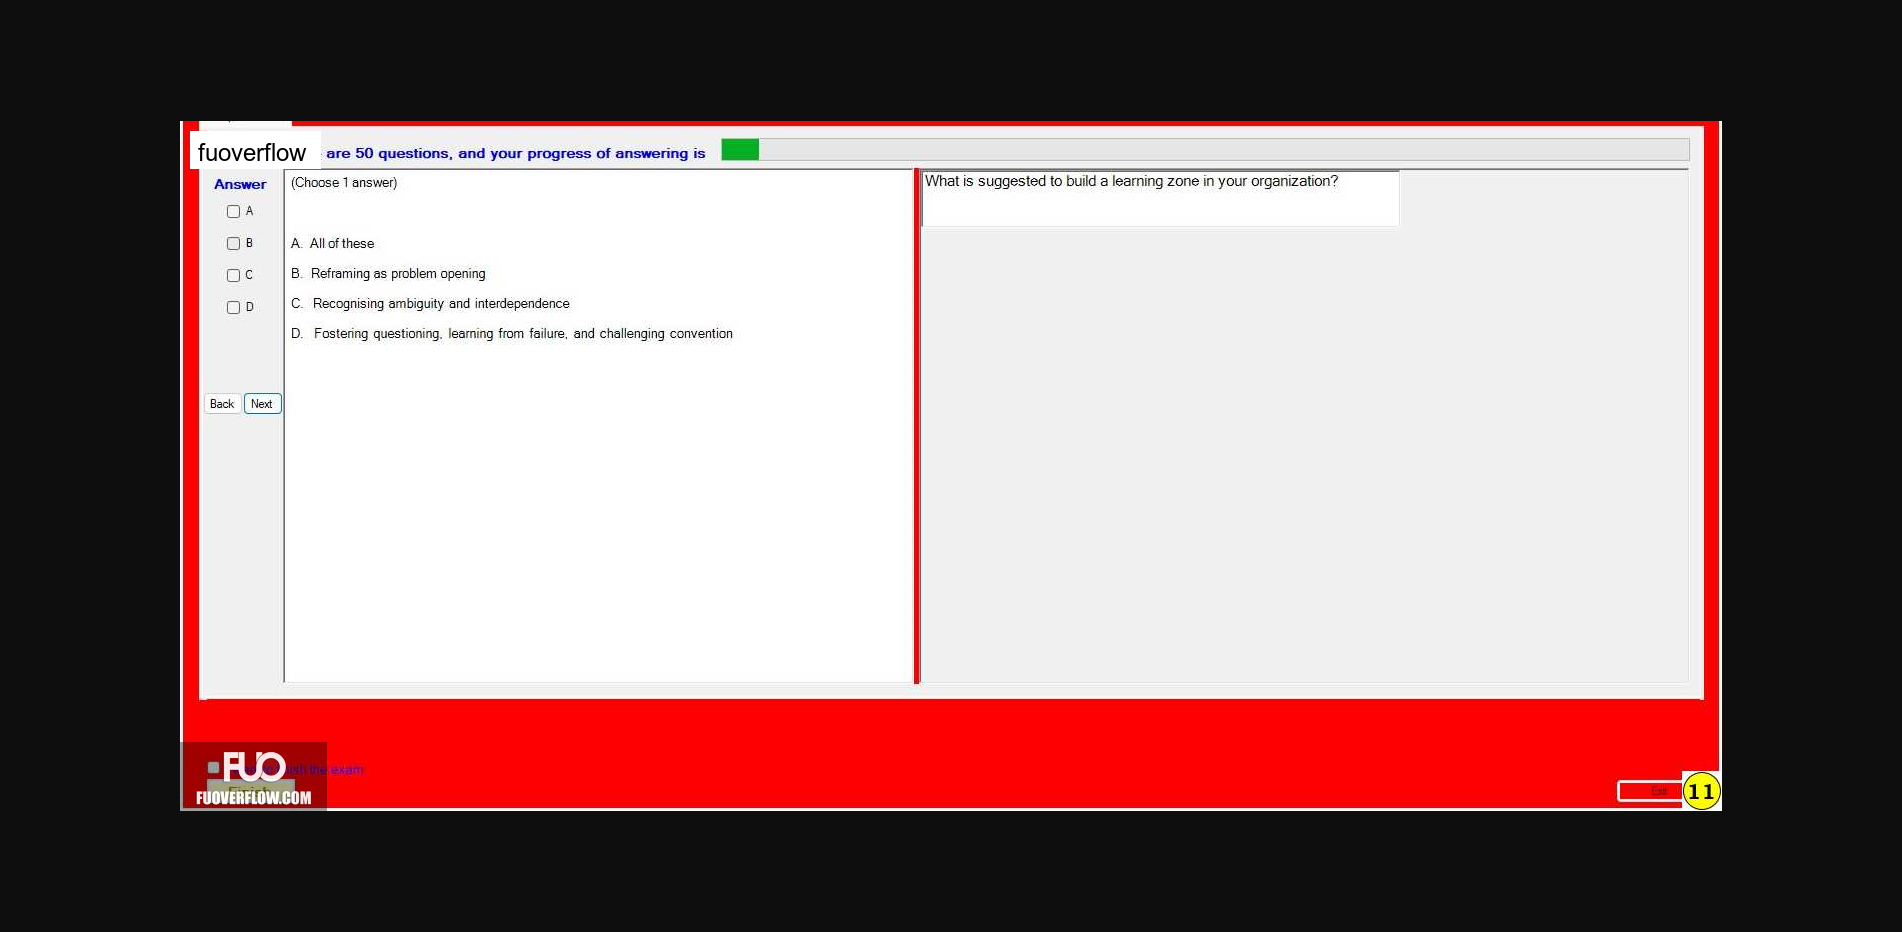 fuoverflow are 50 questions, and your progress of answering is
Answer
(Choose 1 answer)
What is suggested to build a learning zone in your organization?
A
B
C
D
A. All of these
B. Reframing as problem opening
C. Recognising ambiguity and interdependence
D. Fostering questioning, learning from failure, and challenging convention
Back Next
FUO
the exam
Finish
FUOVERFLOW.COM
Exit
11